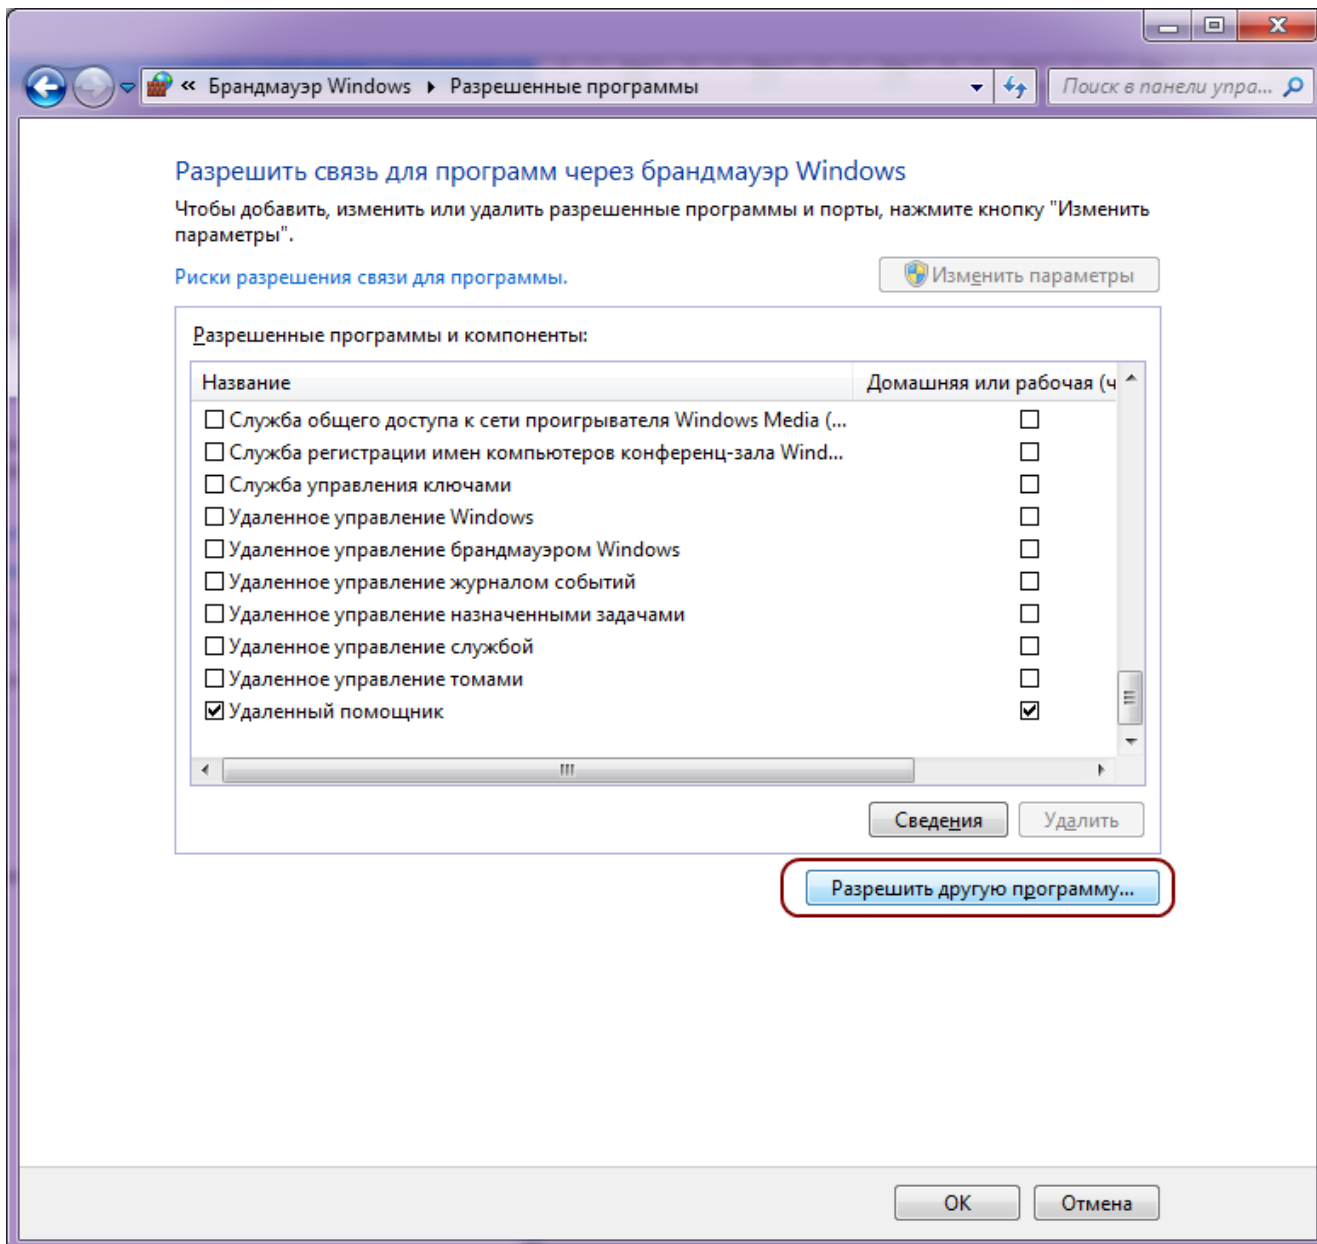 « Брандмауэр Windows Разрешенные программы
Поиск в панели упра...
Разрешить связь для программ через брандмауэр Windows
Чтобы добавить, изменить или удалить разрешенные программы и порты, нажмите кнопку "Изменить
параметры".
Риски разрешения связи для программы.
Изменить параметры
Разрешенные программы и компоненты:
Название Домашняя или рабочая (ч
Служба общего доступа к сети проигрывателя Windows Media (...
Служба регистрации имен компьютеров конференц-зала Wind...
Служба управления ключами
Удаленное управление Windows
Удаленное управление брандмауэром Windows
Удаленное управление журналом событий
Удаленное управление назначенными задачами
Удаленное управление службой
Удаленное управление томами
Удаленный помощник
Сведения Удалить
Разрешить другую программу...
ОК Отмена